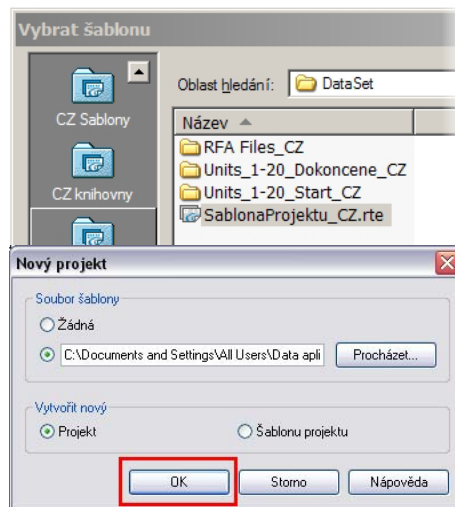 Vybrat šablonu
Oblast hledání: DataSet
CZ Sablony
Název
RFA Files_CZ
Units_1-20_Dokoncene_CZ
CZ knihovny
Units_1-20_Start_CZ
SablonaProjektu_CZ.rte
Nový projekt
Soubor šablony
Žádná
C:\Documents and Settings\All Users\Data apli
Procházet...
Vytvořit nový
Projekt
Šablonu projektu
OK
Storno
Nápověda